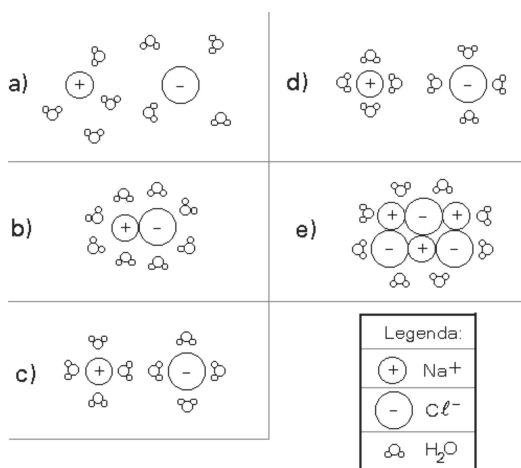 a)
+
-
d)
+
-
b)
+
-
e)
+
-
+
-
+
-
c)
+
-
Legenda:
+ Na+
- Cℓ-
H2O